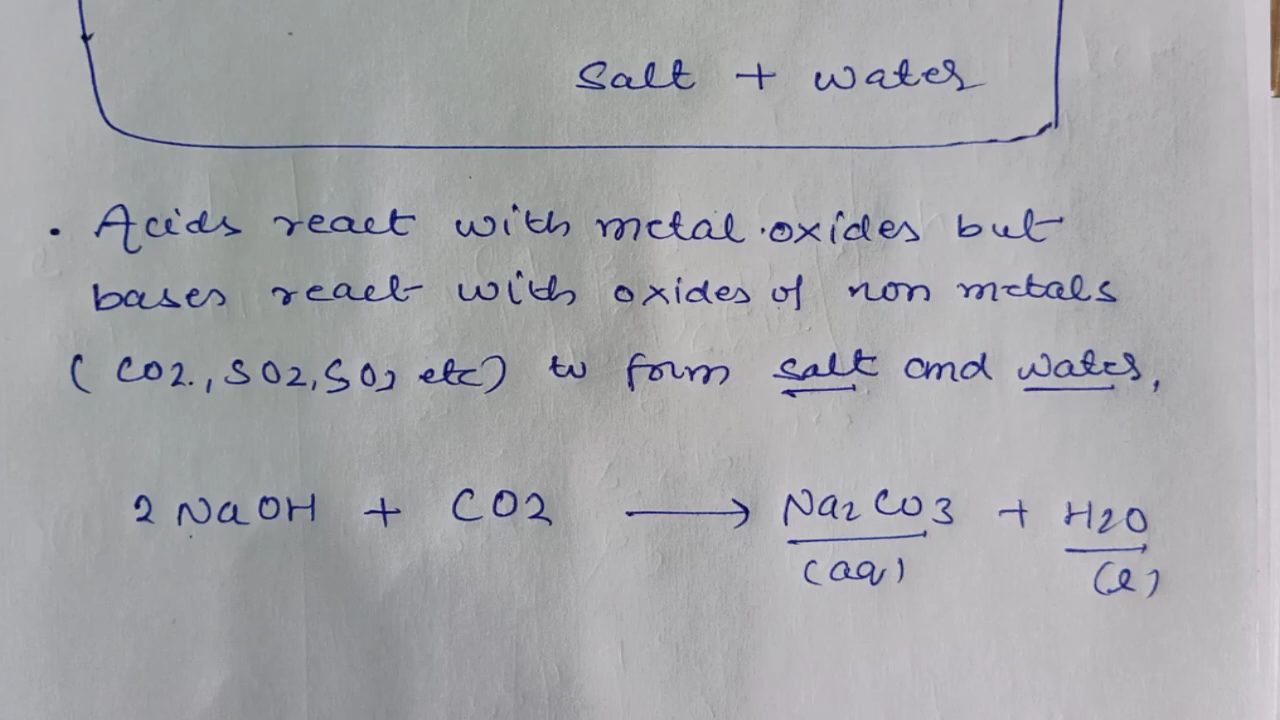 Salt + water
. Acids react with metal oxides but
bases react with oxides of non metals
(CO2., SO2, SO3 etc) to form salt and water,
2 NaOH + CO2 → Na2CO3 + H2O
(aq) (l)